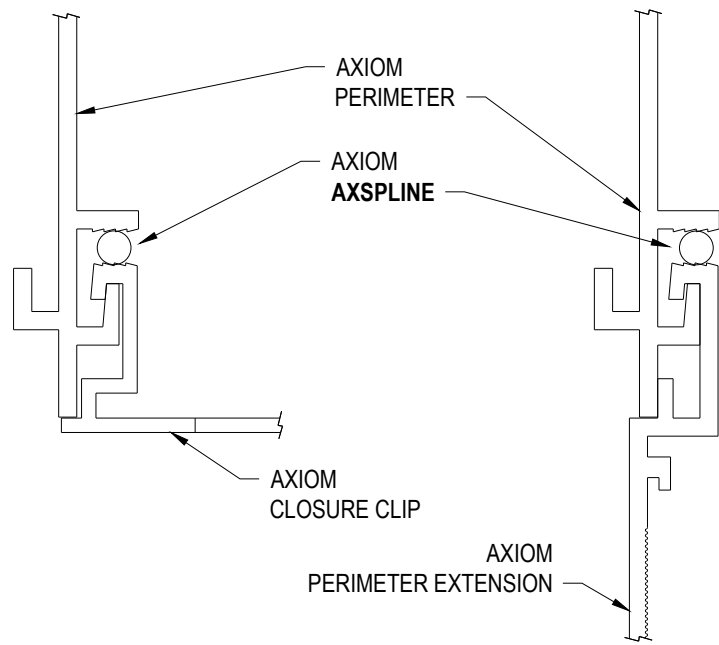 AXIOM
PERIMETER
AXIOM
AXSPLINE
AXIOM
CLOSURE CLIP
AXIOM
PERIMETER EXTENSION